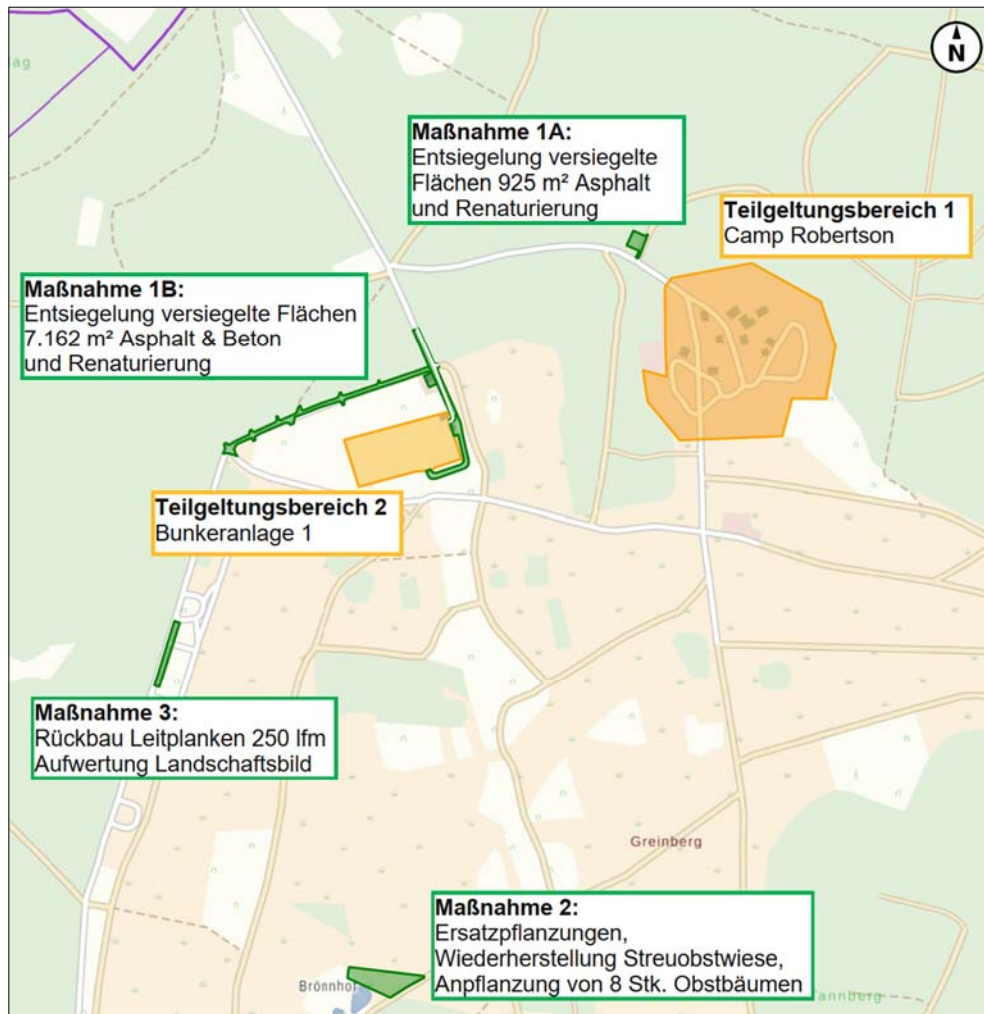 N
Maßnahme 1A:
Entsiegelung versiegelte
Flächen 925 m² Asphalt
und Renaturierung
Teilgeltungsbereich 1
Camp Robertson
Maßnahme 1B:
Entsiegelung versiegelte Flächen
7.162 m² Asphalt & Beton
und Renaturierung
Teilgeltungsbereich 2
Bunkeranlage 1
Maßnahme 3:
Rückbau Leitplanken 250 lfm
Aufwertung Landschaftsbild
Greinberg
Maßnahme 2:
Ersatzpflanzungen,
Wiederherstellung Streuobstwiese,
Anpflanzung von 8 Stk. Obstbäumen
Brönnhof